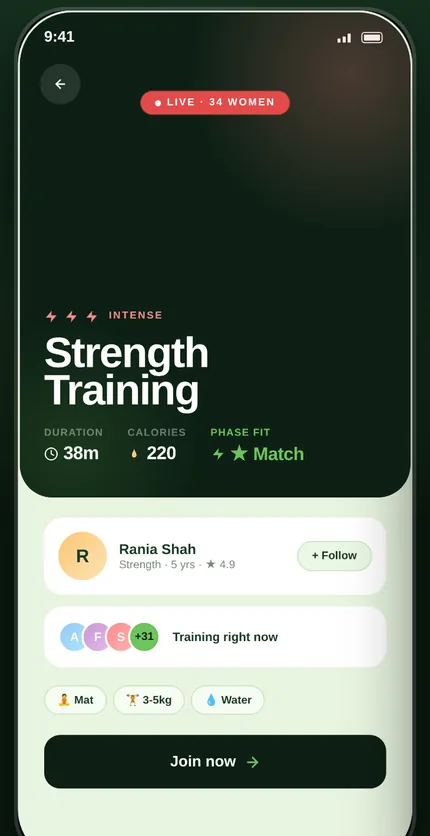 9:41
LIVE · 34 WOMEN
INTENSE
Strength
Training
DURATION CALORIES PHASE FIT
38m 220 ★ Match
R
Rania Shah
Strength · 5 yrs · ★ 4.9
+ Follow
A F S +31 Training right now
Mat 3-5kg Water
Join now →